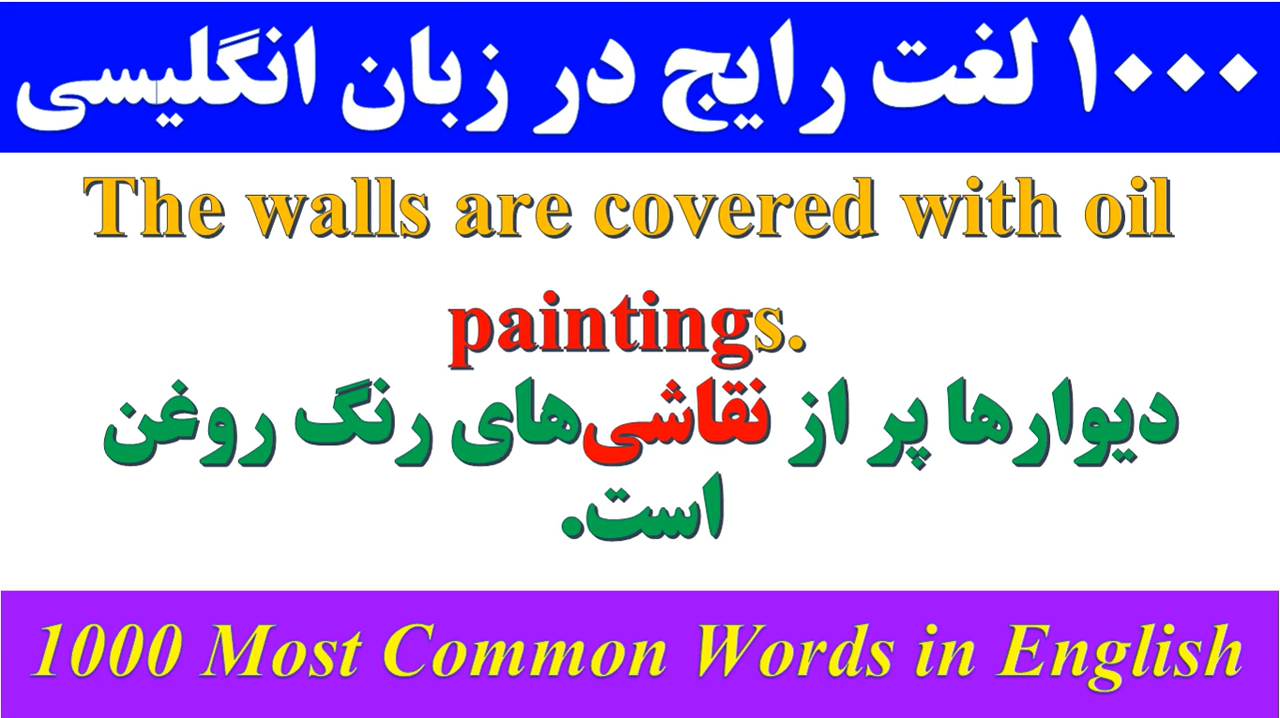 ۱۰۰۰ لغت رایج در زبان انگلیسی
The walls are covered with oil
paintings.
دیوارها پر از نقاشی‌های رنگ روغن
است.
1000 Most Common Words in English